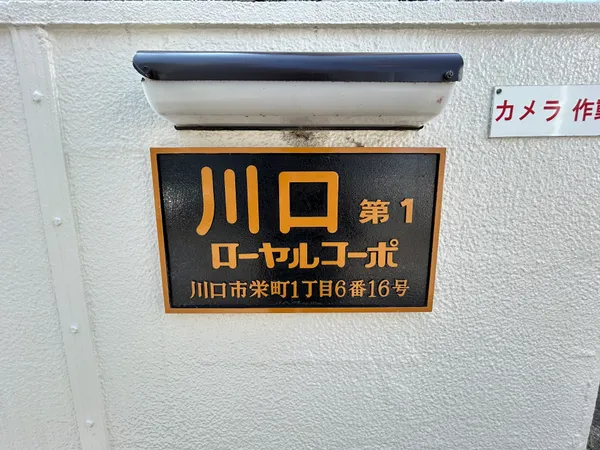 川口 第1
ローヤルコーポ
川口市栄町1丁目6番16号
カメラ 作動